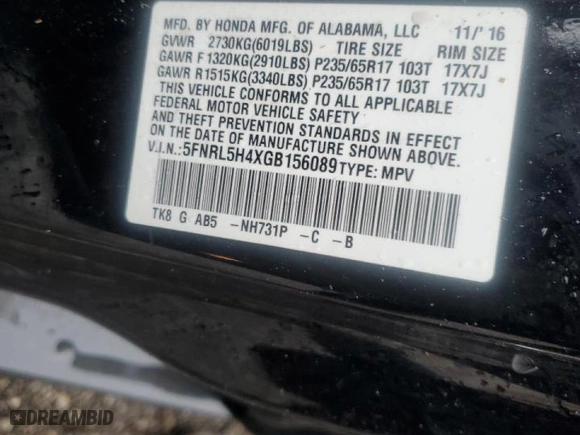 MFD. BY HONDA MFG. OF ALABAMA, LLC 11/'16
GVWR 2730KG(6019LBS) TIRE SIZE RIM SIZE
GAWR F1320KG(2910LBS) P235/65R17 103T 17X7J
GAWR R1515KG(3340LBS) P235/65R17 103T 17X7J
THIS VEHICLE CONFORMS TO ALL APPLICABLE
FEDERAL MOTOR VEHICLE SAFETY
AND THEFT PREVENTION STANDARDS IN EFFECT
ON THE DATE OF MANUFACTURE SHOWN ABOVE.
V.I.N.:5FNRL5H4XGB156089 TYPE: MPV
TK8 G AB5 -NH731P -C -B
DREAMBID